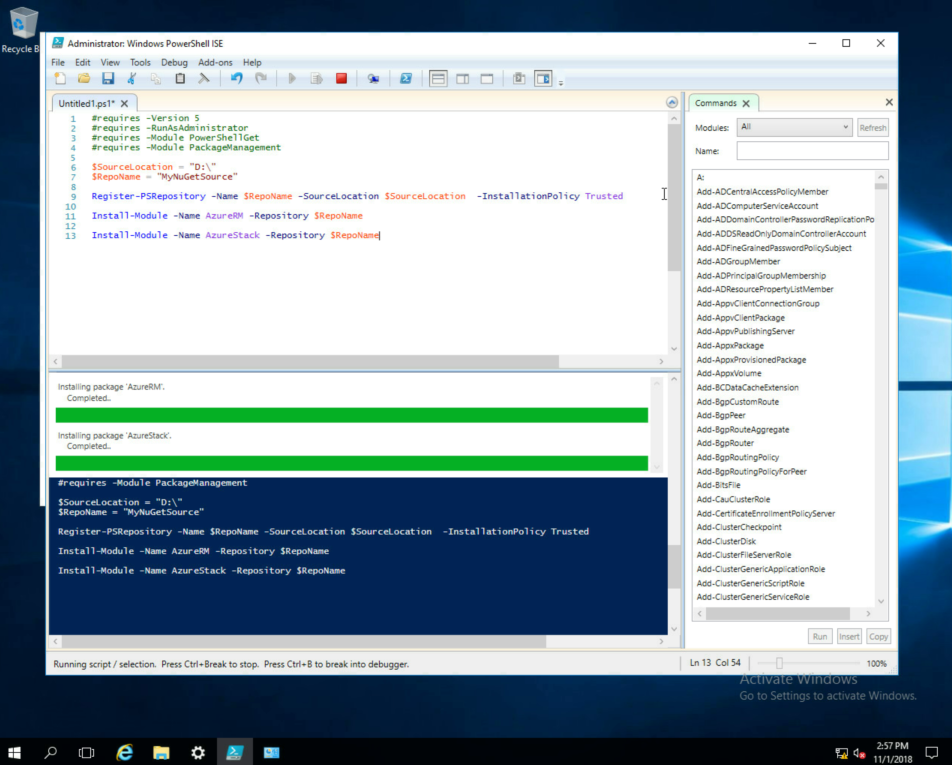 Recycle B
Administrator: Windows PowerShell ISE
File Edit View Tools Debug Add-ons Help
Untitled1.ps1*
1 #requires -Version 5
2 #requires -RunAsAdministrator
3 #requires -Module PowerShellGet
4 #requires -Module PackageManagement
5
6 $SourceLocation = "D:\"
7 $RepoName = "MyNuGetSource"
8
9 Register-PSRepository -Name $RepoName -SourceLocation $SourceLocation  -InstallationPolicy Trusted
10
11 Install-Module -Name AzureRM -Repository $RepoName
12
13 Install-Module -Name AzureStack -Repository $RepoName
Installing package 'AzureRM'.
Completed..
Installing package 'AzureStack'.
Completed..
#requires -Module PackageManagement
$SourceLocation = "D:\"
$RepoName = "MyNuGetSource"
Register-PSRepository -Name $RepoName -SourceLocation $SourceLocation  -InstallationPolicy Trusted
Install-Module -Name AzureRM -Repository $RepoName
Install-Module -Name AzureStack -Repository $RepoName
Commands
Modules: All Refresh
Name:
A:
Add-ADCentralAccessPolicyMember
Add-ADComputerServiceAccount
Add-ADDomainControllerPasswordReplicationPo
Add-ADDSReadOnlyDomainControllerAccount
Add-ADFineGrainedPasswordPolicySubject
Add-ADGroupMember
Add-ADPrincipalGroupMembership
Add-ADResourcePropertyListMember
Add-AppvClientConnectionGroup
Add-AppvClientPackage
Add-AppvPublishingServer
Add-AppxPackage
Add-AppxProvisionedPackage
Add-AppxVolume
Add-BCDataCacheExtension
Add-BgpCustomRoute
Add-BgpPeer
Add-BgpRouteAggregate
Add-BgpRouter
Add-BgpRoutingPolicy
Add-BgpRoutingPolicyForPeer
Add-BitsFile
Add-CauClusterRole
Add-CertificateEnrollmentPolicyServer
Add-ClusterCheckpoint
Add-ClusterDisk
Add-ClusterFileServerRole
Add-ClusterGenericApplicationRole
Add-ClusterGenericScriptRole
Add-ClusterGenericServiceRole
Run Insert Copy
Running script / selection.  Press Ctrl+Break to stop.  Press Ctrl+B to break into debugger.
Ln 13 Col 54 100%
Activate Windows
Go to Settings to activate Windows.
2:57 PM
11/1/2018